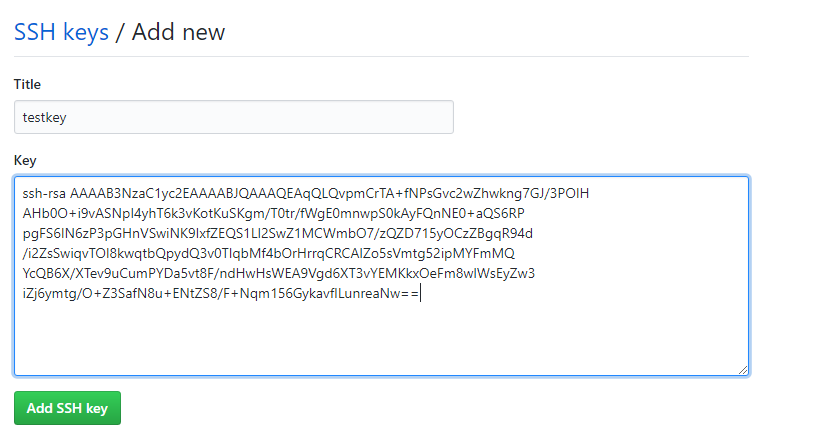 SSH keys / Add new
Title
testkey
Key
ssh-rsa AAAAB3NzaC1yc2EAAAABJQAAAQEAqQLQvpmCrTA+fNPsGvc2wZhwkng7GJ/3POIH
AHb0O+i9vASNpI4yhT6k3vKotKuSKgm/T0tr/fWgE0mnwpS0kAyFQnNE0+aQS6RP
pgFS6IN6zP3pGHnVSwiNK9IxfZEQS1LI2SwZ1MCWmbO7/zQZD715yOCzZBgqR94d
/i2ZsSwiqvTOI8kwqtbQpydQ3v0TlqbMf4bOrHrrqCRCAIZo5sVmtg52ipMYFmMQ
YcQB6X/XTev9uCumPYDa5vt8F/ndHwHsWEA9Vgd6XT3vYEMKkxOeFm8wIWsEyZw3
iZj6ymtg/O+Z3SafN8u+ENtZS8/F+Nqm156GykavfILunreaNw==
Add SSH key